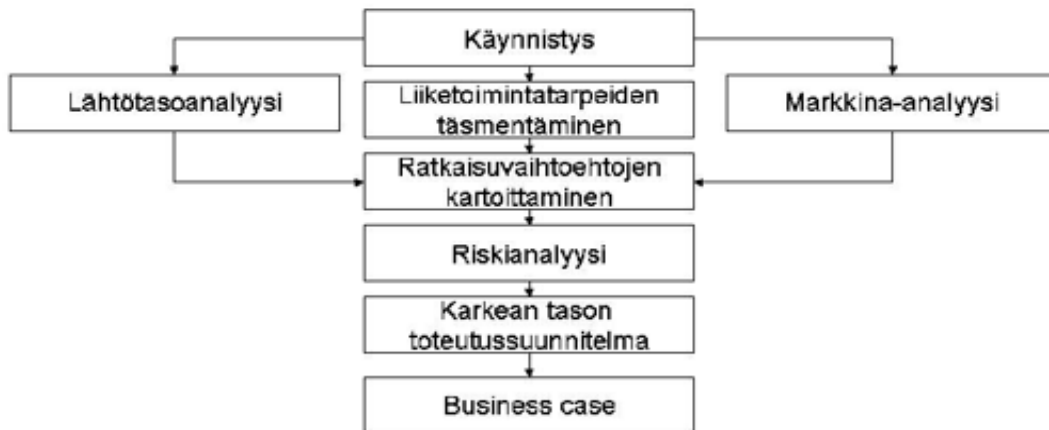 Käynnistys
Lähtötasoanalyysi
Liiketoimintatarpeiden
täsmentäminen
Markkina-analyysi
Ratkaisuvaihtoehtojen
kartoittaminen
Riskianalyysi
Karkean tason
toteutussuunnitelma
Business case